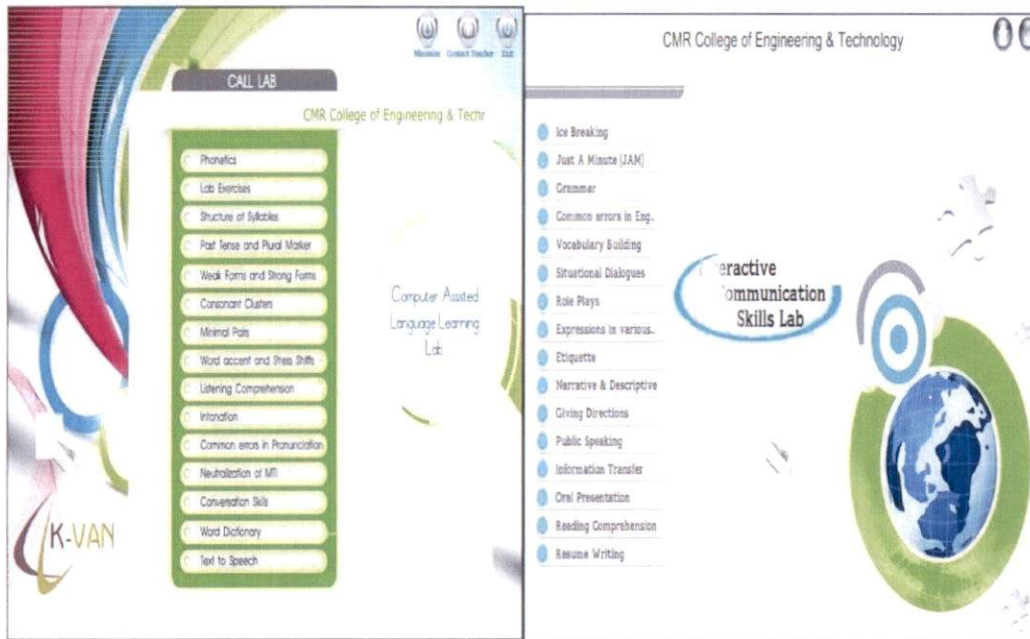 Minimize Contact Teacher Exit
CALL LAB
CMR College of Engineering & Techr
Phonetics
Lab Exercises
Structure of Syllables
Past Tense and Plural Marker
Weak Forms and Strong Forms
Consonant Clusters
Minimal Pairs
Word accent and Stress Shifts
Listening Comprehension
Intonation
Common errors in Pronunciation
Neutralization of MTI
Conversation Skills
Word Dictionary
Text to Speech
Computer Assisted
Language Learning
Lab
K-VAN
CMR College of Engineering & Technology
Ice Breaking
Just A Minute (JAM)
Grammar
Common errors in Eng..
Vocabulary Building
Situational Dialogues
Role Plays
Expressions in various..
Etiquette
Narrative & Descriptive
Giving Directions
Public Speaking
Information Transfer
Oral Presentation
Reading Comprehension
Resume Writing
eractive
ommunication
Skills Lab